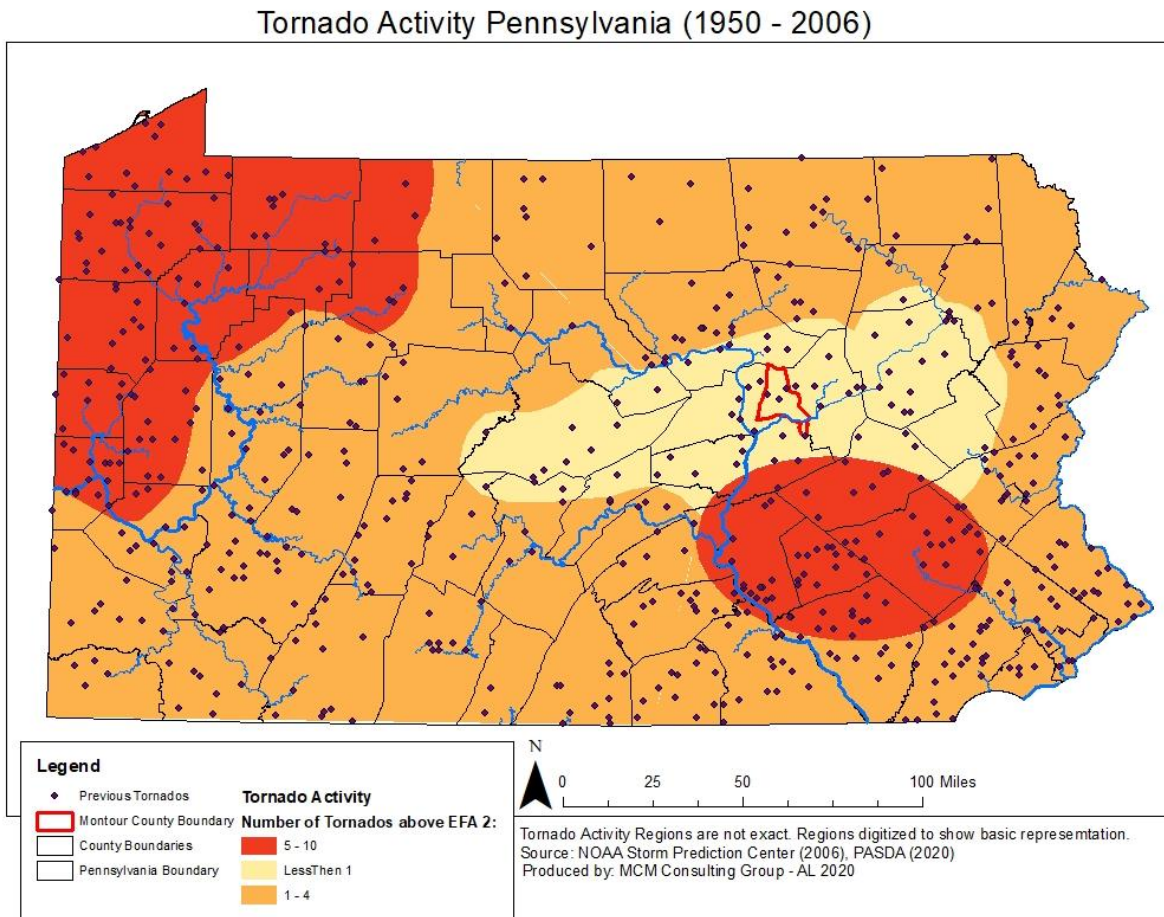 Tornado Activity Pennsylvania (1950 - 2006)
Legend
Previous Tornados
Montour County Boundary
County Boundaries
Pennsylvania Boundary
Tornado Activity
Number of Tornados above EFA 2:
5 - 10
LessThen 1
1 - 4
N
0 25 50 100 Miles
Tornado Activity Regions are not exact. Regions digitized to show basic represemtation.
Source: NOAA Storm Prediction Center (2006), PASDA (2020)
Produced by: MCM Consulting Group - AL 2020